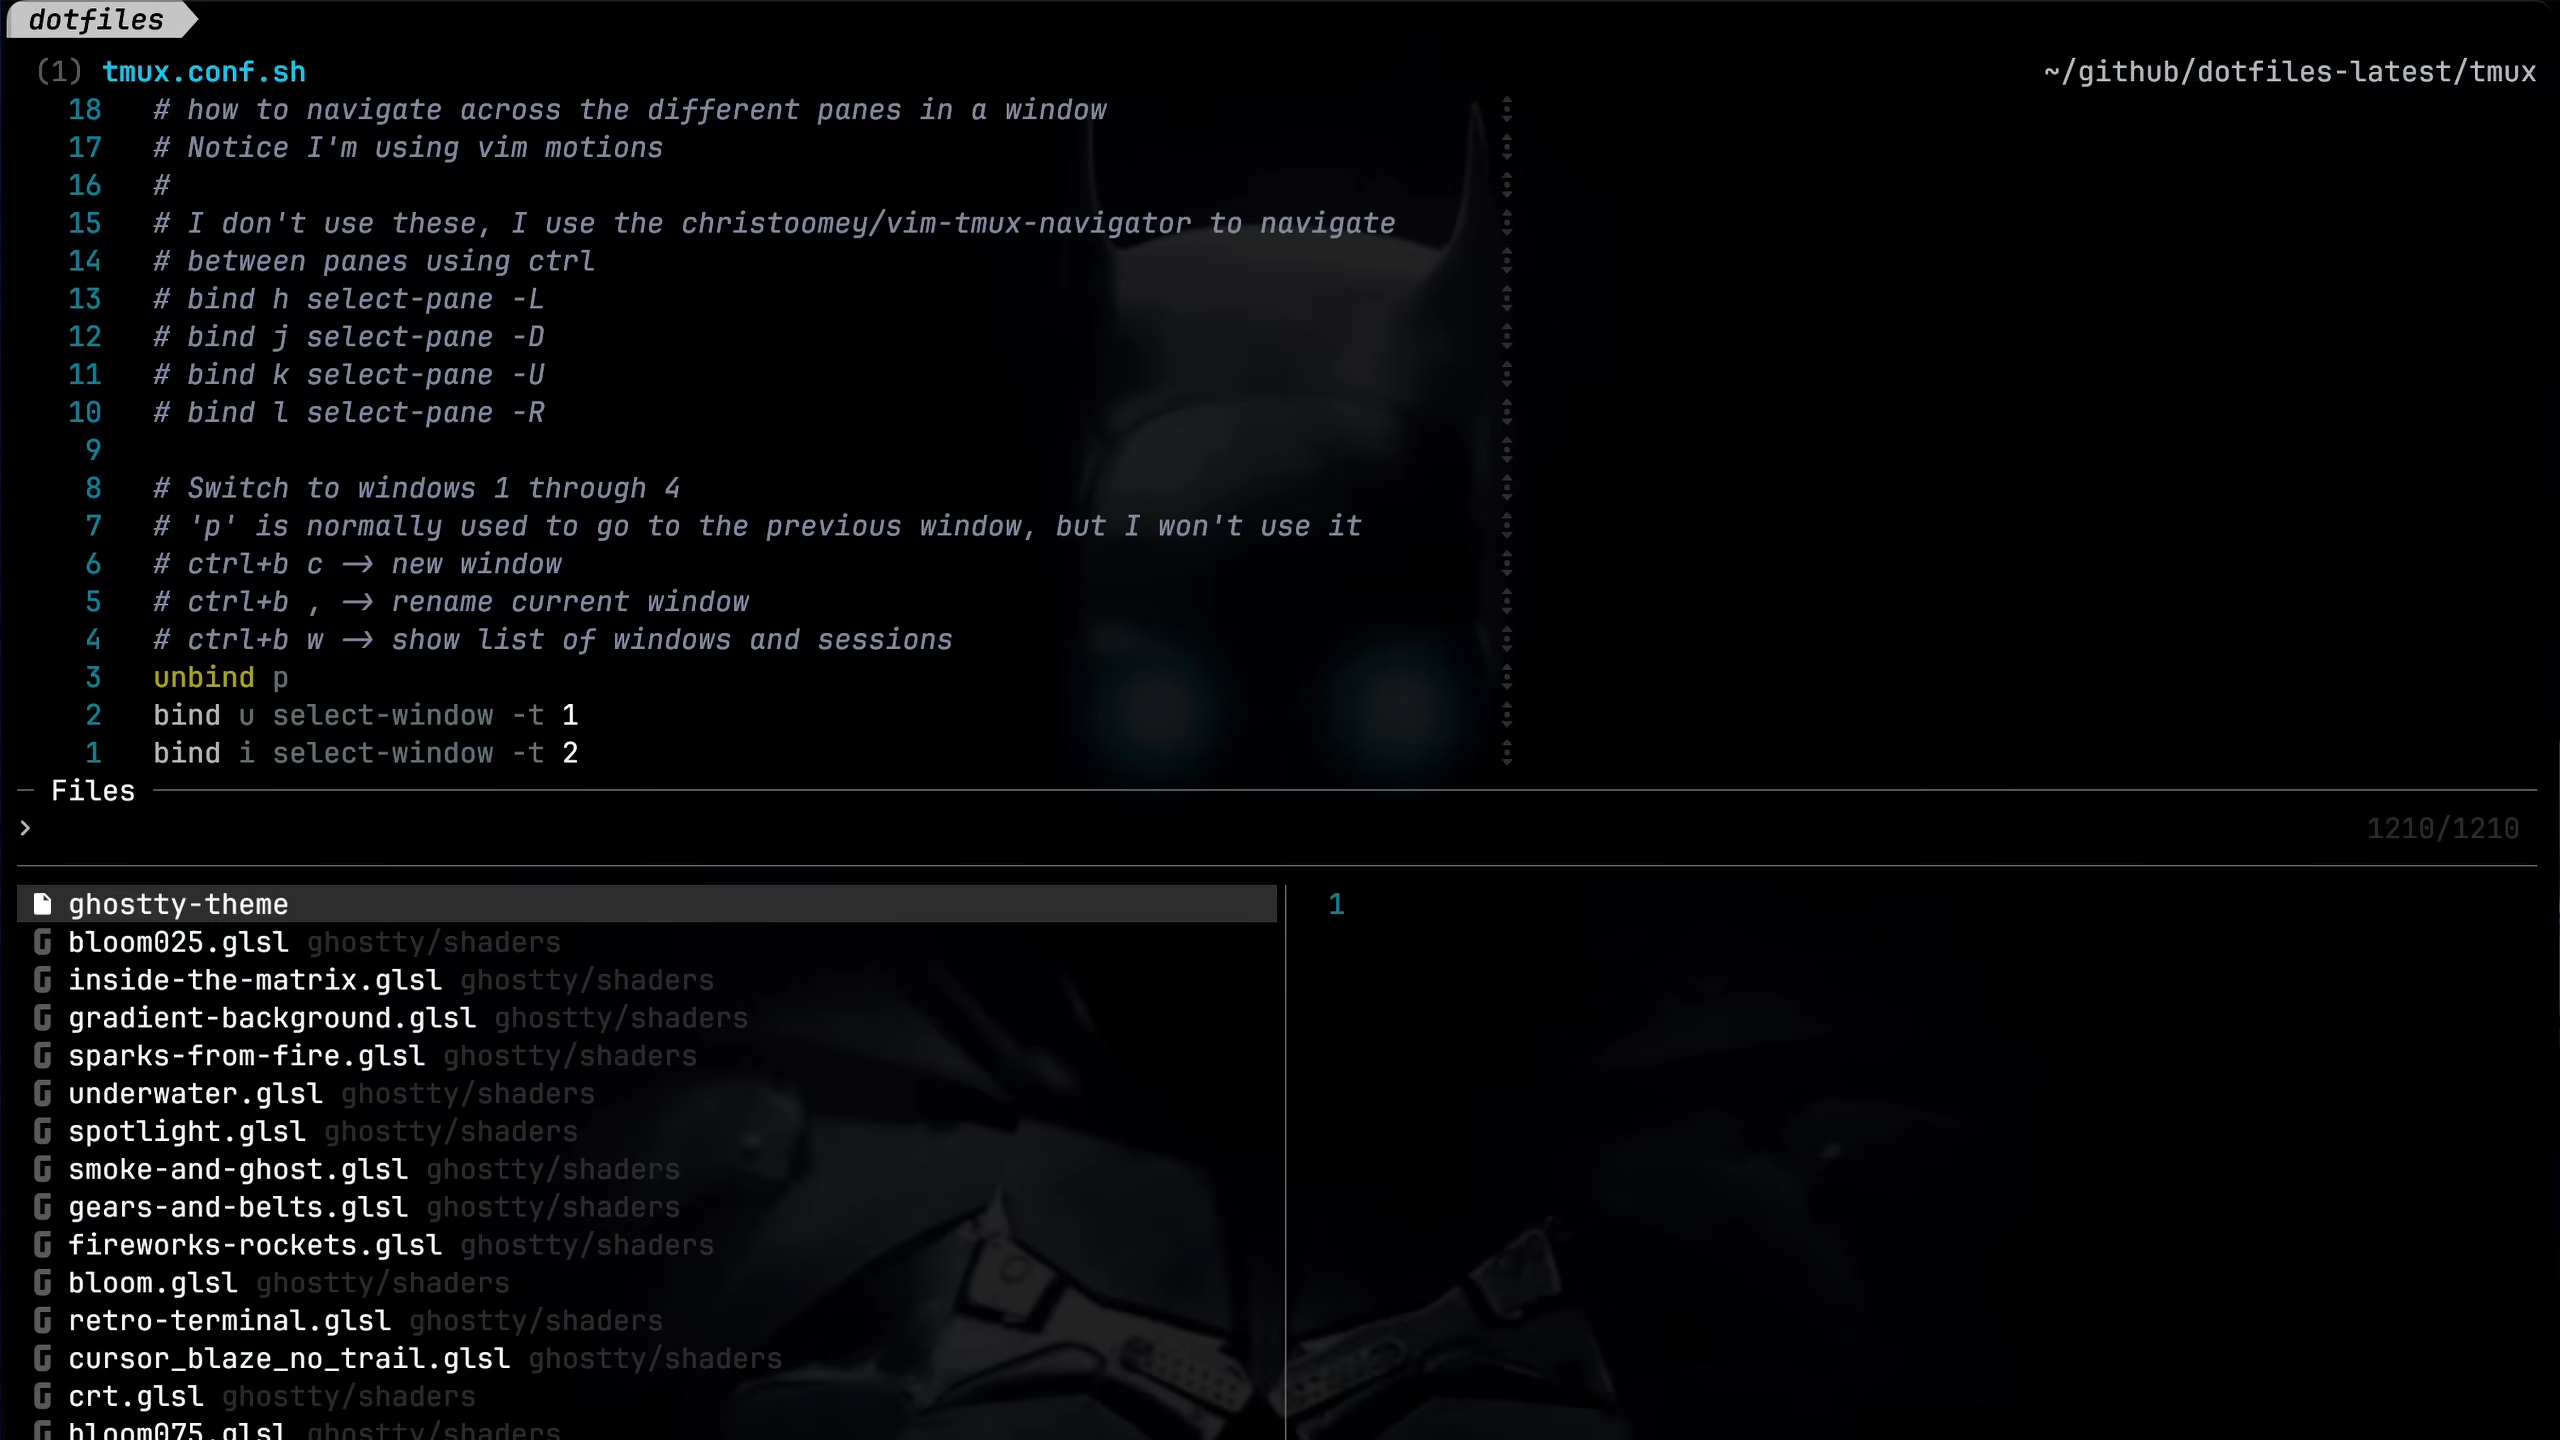 dotfiles
(1) tmux.conf.sh ~/github/dotfiles-latest/tmux
18 # how to navigate across the different panes in a window
17 # Notice I'm using vim motions
16 #
15 # I don't use these, I use the christoomey/vim-tmux-navigator to navigate
14 # between panes using ctrl
13 # bind h select-pane -L
12 # bind j select-pane -D
11 # bind k select-pane -U
10 # bind l select-pane -R
9
8 # Switch to windows 1 through 4
7 # 'p' is normally used to go to the previous window, but I won't use it
6 # ctrl+b c -> new window
5 # ctrl+b , -> rename current window
4 # ctrl+b w -> show list of windows and sessions
3 unbind p
2 bind u select-window -t 1
1 bind i select-window -t 2
Files
> 1210/1210
ghostty-theme 1
bloom025.glsl ghostty/shaders
inside-the-matrix.glsl ghostty/shaders
gradient-background.glsl ghostty/shaders
sparks-from-fire.glsl ghostty/shaders
underwater.glsl ghostty/shaders
spotlight.glsl ghostty/shaders
smoke-and-ghost.glsl ghostty/shaders
gears-and-belts.glsl ghostty/shaders
fireworks-rockets.glsl ghostty/shaders
bloom.glsl ghostty/shaders
retro-terminal.glsl ghostty/shaders
cursor_blaze_no_trail.glsl ghostty/shaders
crt.glsl ghostty/shaders
bloom075.glsl ghostty/shaders